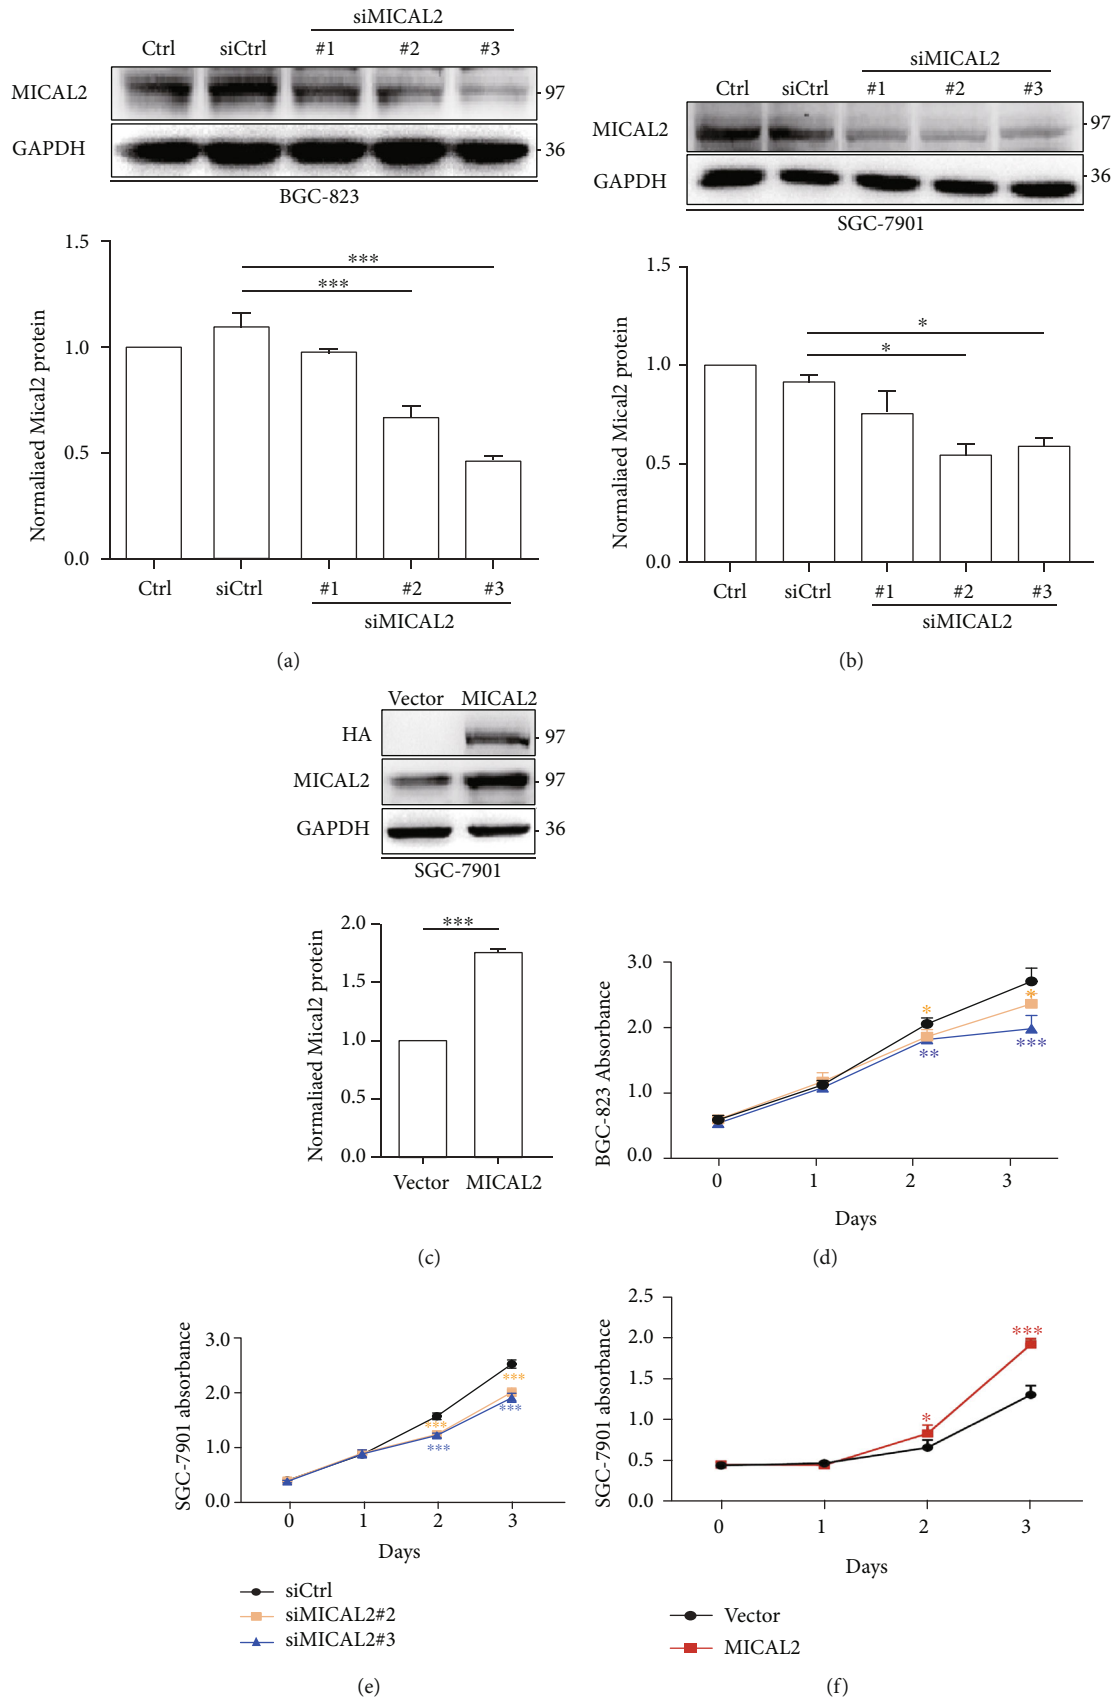 siMICAL2
Ctrl siCtrl #1 #2 #3
MICAL2 97
GAPDH 36
BGC-823
1.5
1.0
0.5
0.0
Normaliaed Mical2 protein
***
***
Ctrl siCtrl #1 #2 #3
siMICAL2
(a)
siMICAL2
Ctrl siCtrl #1 #2 #3
MICAL2 97
GAPDH 36
SGC-7901
1.5
1.0
0.5
0.0
Normaliaed Mical2 protein
*
*
Ctrl siCtrl #1 #2 #3
siMICAL2
(b)
Vector MICAL2
HA 97
MICAL2 97
GAPDH 36
SGC-7901
2.0
1.5
1.0
0.5
0.0
Normaliaed Mical2 protein
***
Vector MICAL2
(c)
3.0
2.0
1.0
0.0
BGC-823 Absorbance
* *
** ***
0 1 2 3
Days
(d)
3.0
2.0
1.0
0.0
SGC-7901 absorbance
*** ***
*** ***
0 1 2 3
Days
siCtrl
siMICAL2#2
siMICAL2#3
(e)
2.5
2.0
1.5
1.0
0.5
0.0
SGC-7901 absorbance
* ***
0 1 2 3
Days
Vector
MICAL2
(f)